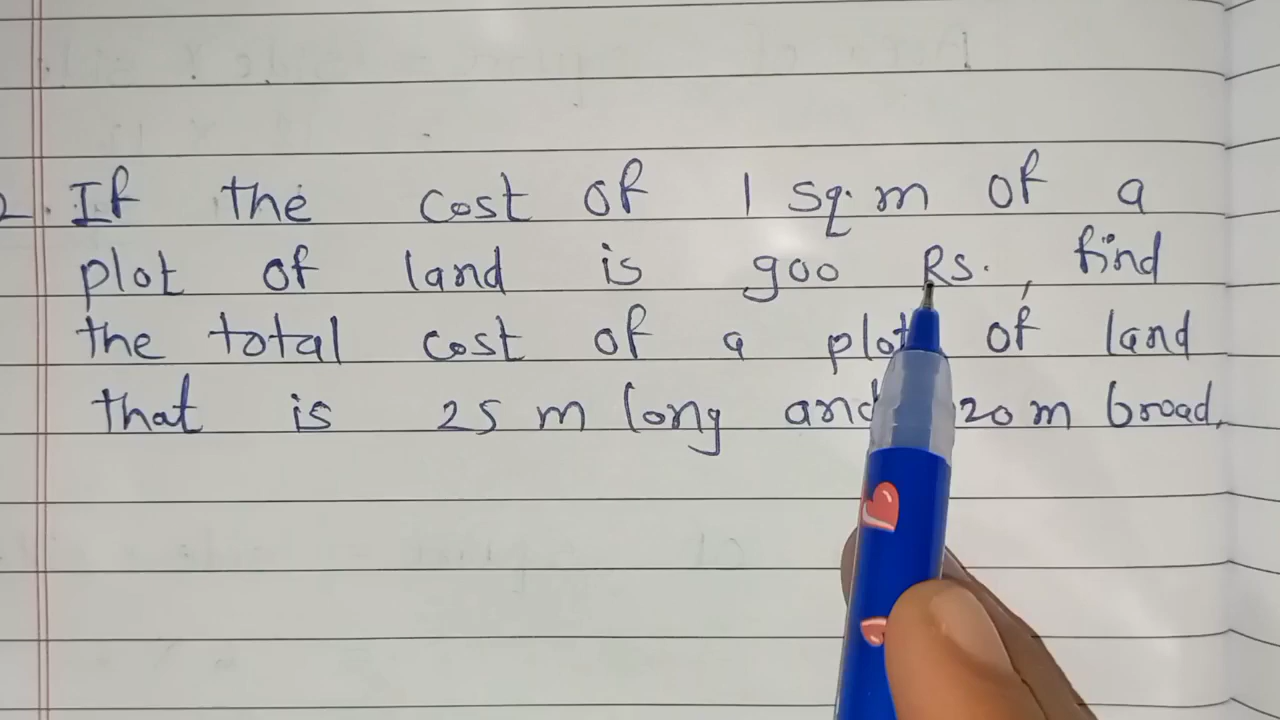 2. If the cost of 1 sq.m of a
plot of land is 900 Rs., find
the total cost of a plot of land
that is 25 m long and 20 m broad.